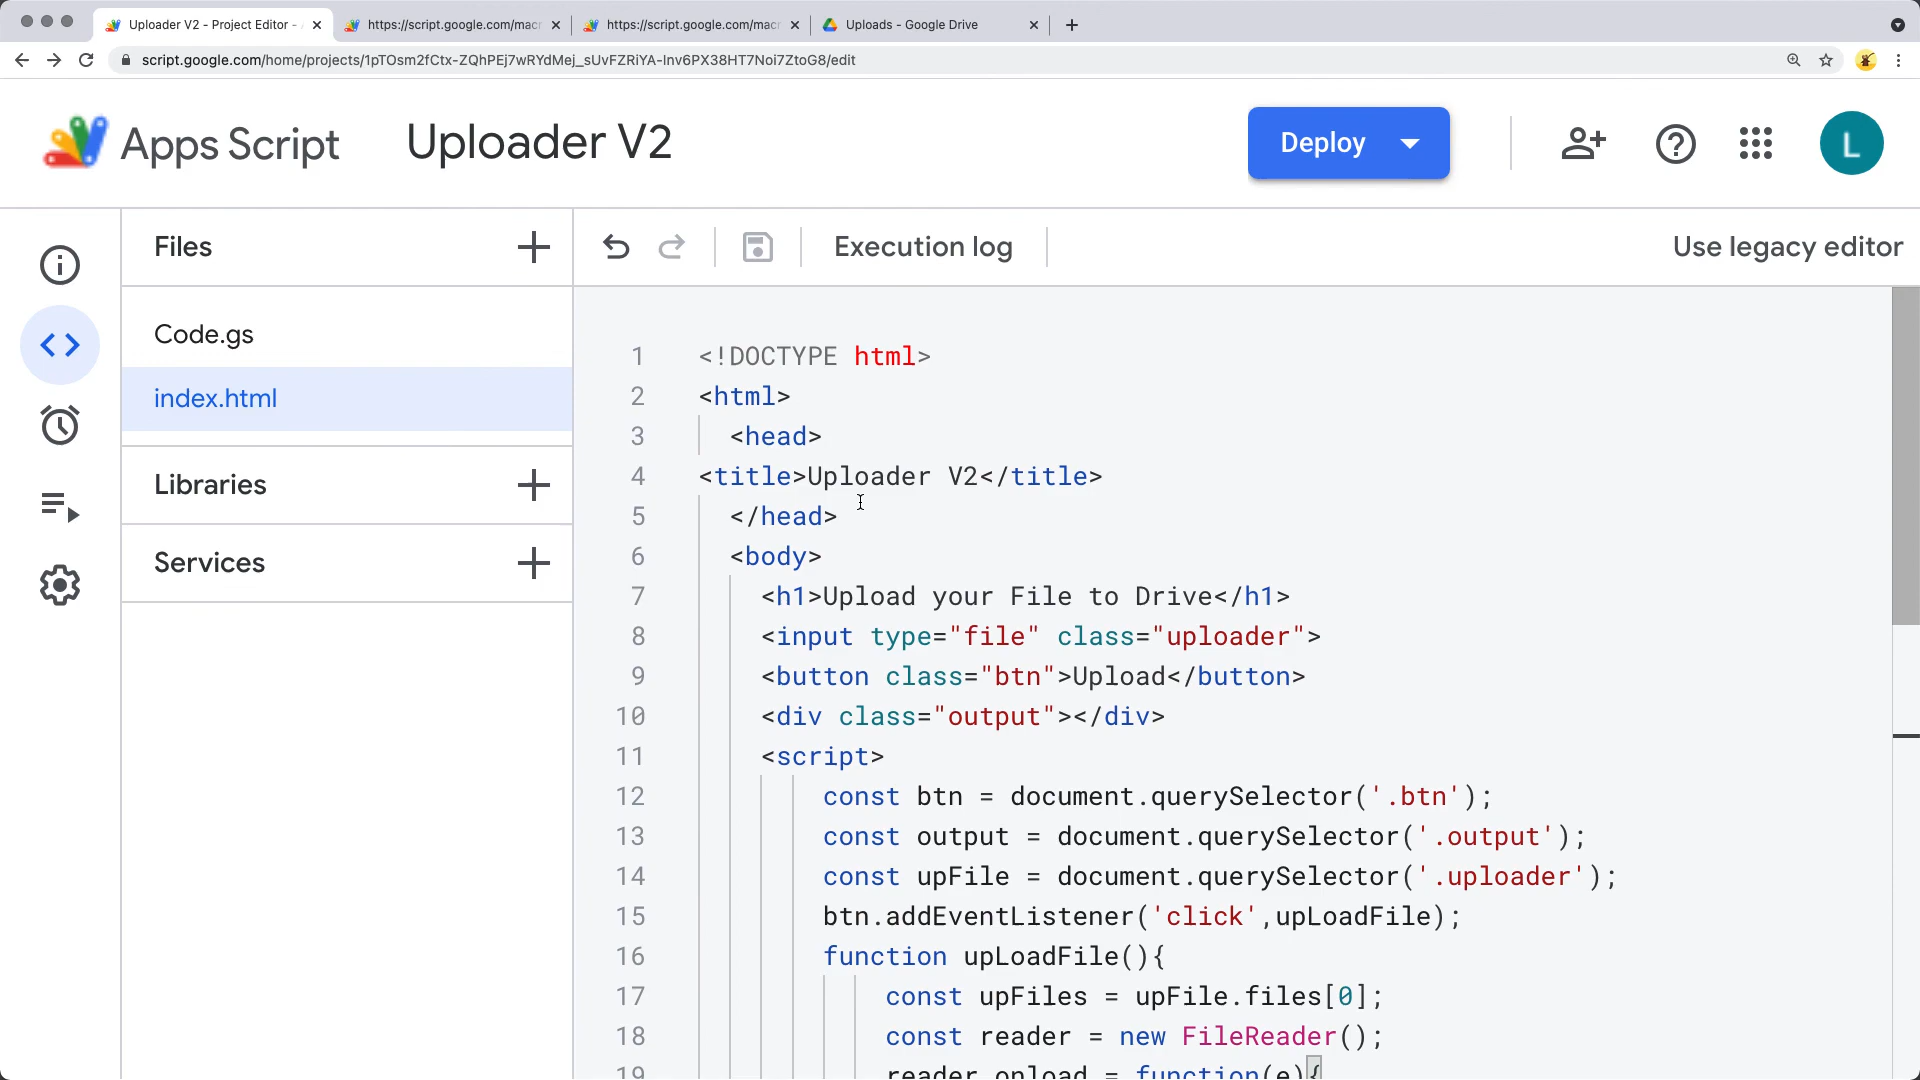 Uploader V2 - Project Editor -
https://script.google.com/macr
https://script.google.com/macr
Uploads - Google Drive
script.google.com/home/projects/1pTOsm2fCtx-ZQhPEj7wRYdMej_sUvFZRiYA-Inv6PX38HT7Noi7ZtoG8/edit
Apps Script
Uploader V2
Deploy
L
Files
Execution log
Use legacy editor
Code.gs
index.html
Libraries
Services
1 <!DOCTYPE html>
2 <html>
3 <head>
4 <title>Uploader V2</title>
5 </head>
6 <body>
7 <h1>Upload your File to Drive</h1>
8 <input type="file" class="uploader">
9 <button class="btn">Upload</button>
10 <div class="output"></div>
11 <script>
12 const btn = document.querySelector('.btn');
13 const output = document.querySelector('.output');
14 const upFile = document.querySelector('.uploader');
15 btn.addEventListener('click',upLoadFile);
16 function upLoadFile(){
17 const upFiles = upFile.files[0];
18 const reader = new FileReader();
19 reader.onload = function(e){